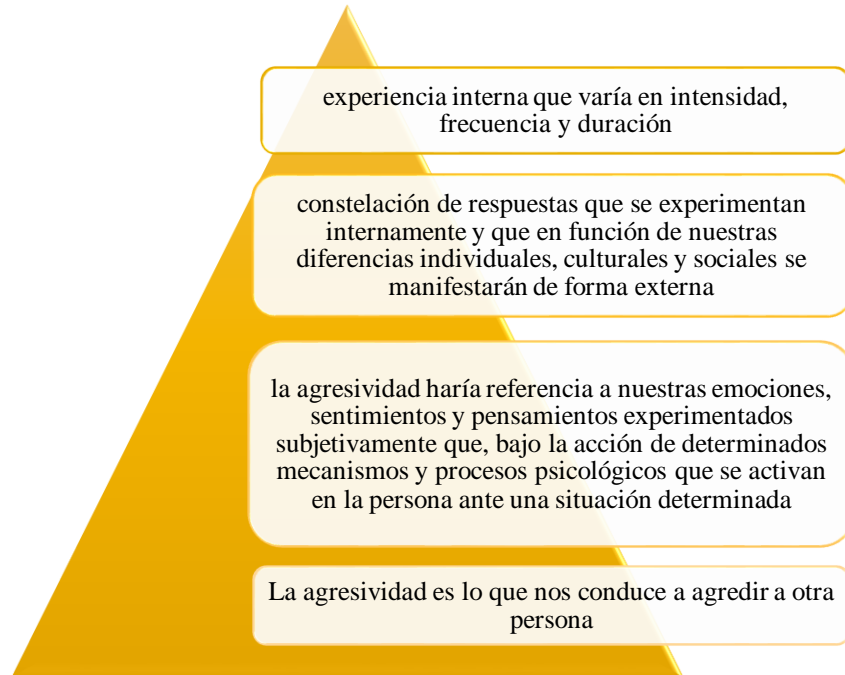 experiencia interna que varía en intensidad,
frecuencia y duración
constelación de respuestas que se experimentan
internamente y que en función de nuestras
diferencias individuales, culturales y sociales se
manifestarán de forma externa
la agresividad haría referencia a nuestras emociones,
sentimientos y pensamientos experimentados
subjetivamente que, bajo la acción de determinados
mecanismos y procesos psicológicos que se activan
en la persona ante una situación determinada
La agresividad es lo que nos conduce a agredir a otra
persona